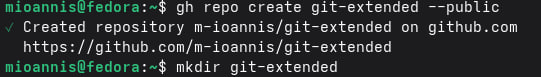 mioannis@fedora:~$ gh repo create git-extended --public
✓ Created repository m-ioannis/git-extended on github.com
https://github.com/m-ioannis/git-extended
mioannis@fedora:~$ mkdir git-extended